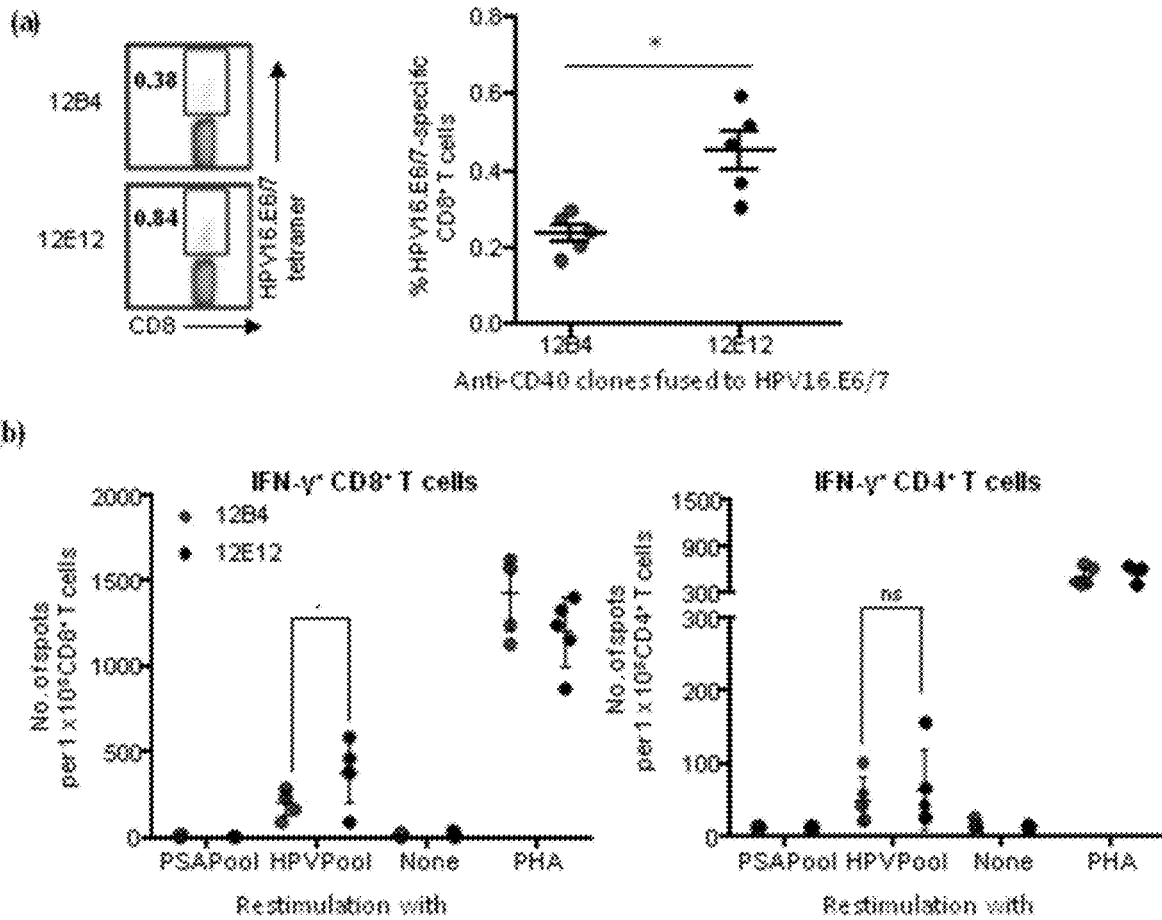 (a)
12B4
0.38
12E12
0.84
CD8
HPV16.E6/7
tetramer
% HPV16.E6/7-specific
CD8⁺ T cells
0.8
0.6
0.4
0.2
0.0
*
12B4
12E12
Anti-CD40 clones fused to HPV16.E6/7
(b)
IFN-γ⁺ CD8⁺ T cells
12B4
12E12
No. of spots
per 1 x 10⁶ CD8⁺ T cells
2000
1500
1000
500
0
PSAPool HPVPool None PHA
Restimulation with
IFN-γ⁺ CD4⁺ T cells
No. of spots
per 1 x 10⁶ CD4⁺ T cells
1500
900
300
300
200
100
0
ns
PSAPool HPVPool None PHA
Restimulation with